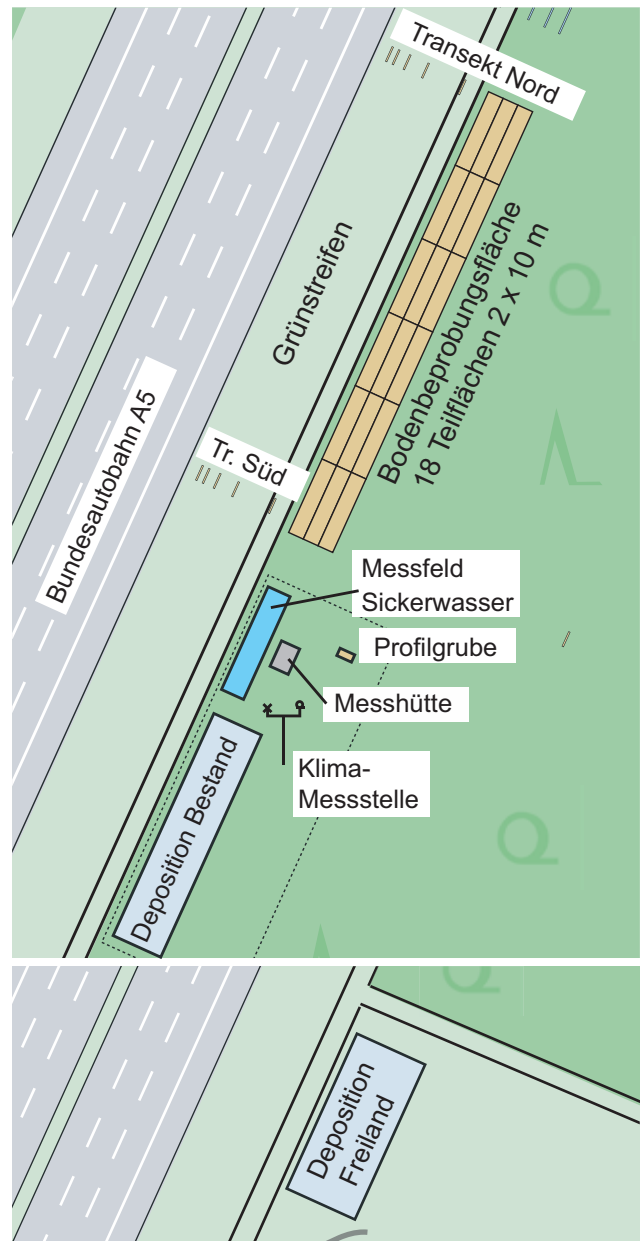 Transekt Nord
Grünstreifen
Bodenbeprobungsfläche
18 Teilflächen 2 x 10 m
Bundesautobahn A5
Tr. Süd
Messfeld
Sickerwasser
Profilgrube
Messhütte
Klima-
Messstelle
Deposition Bestand
Deposition
Freiland